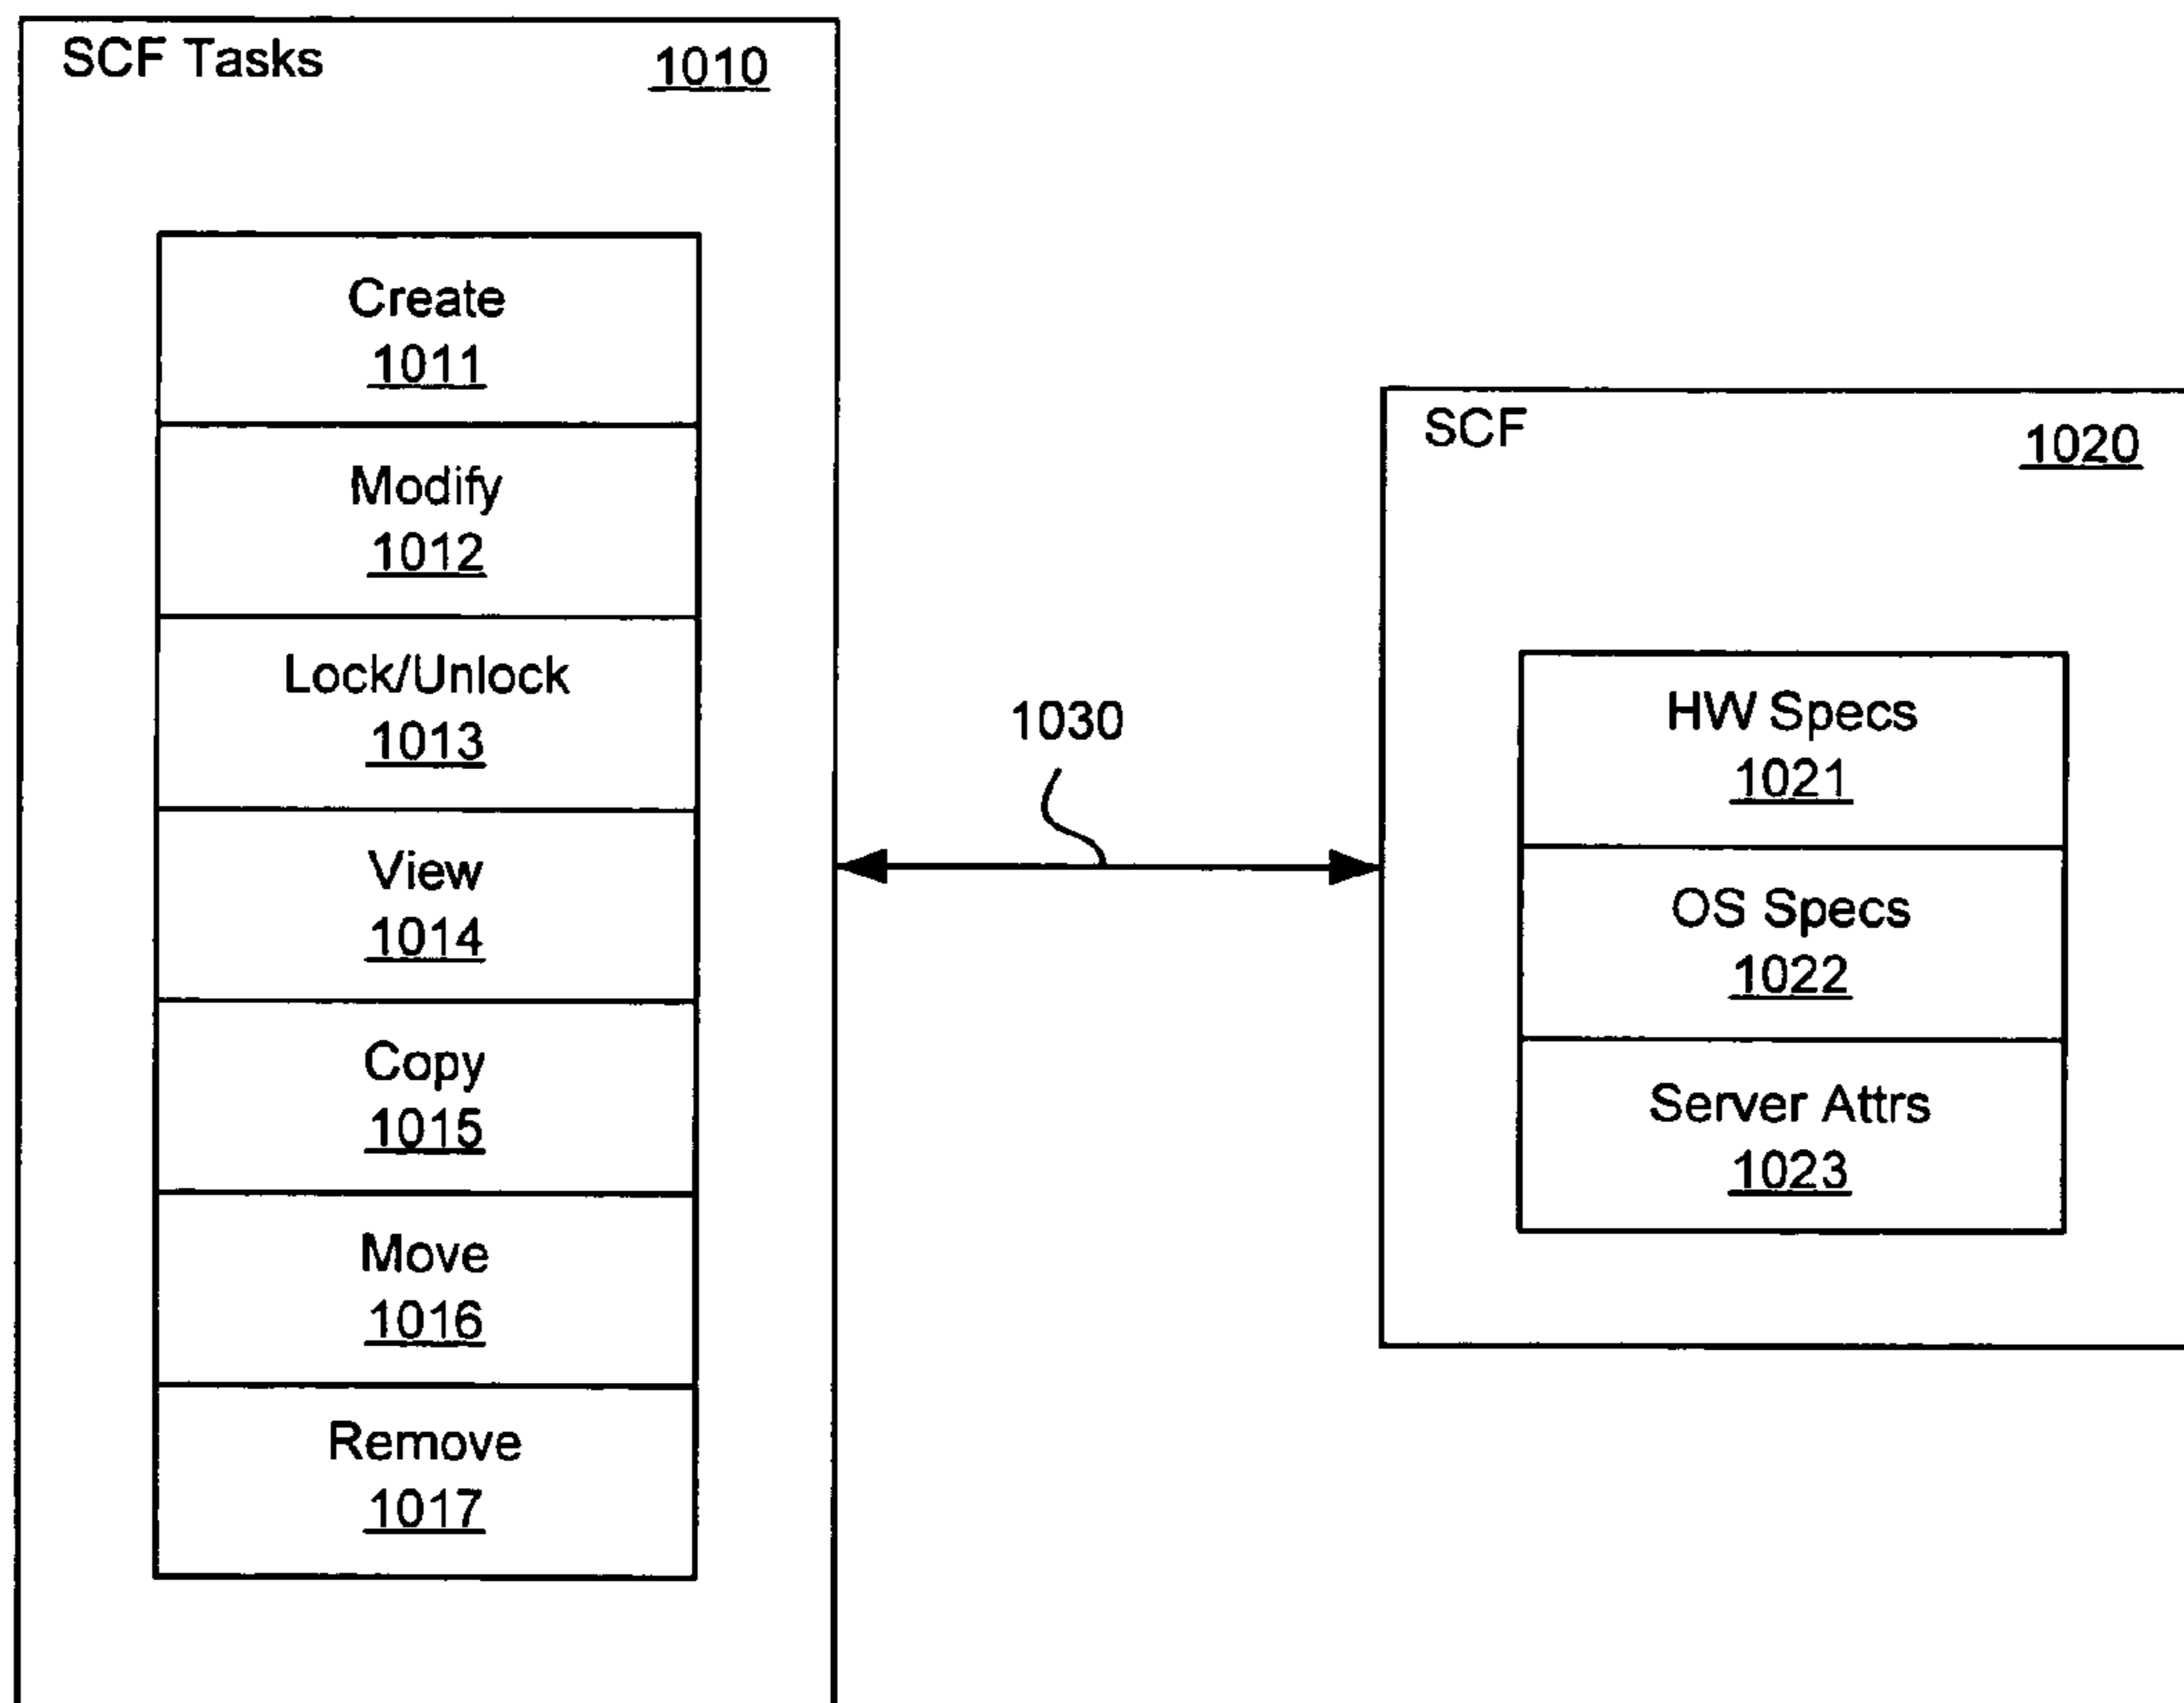 SCF Tasks
1010
Create
1011
Modify
1012
Lock/Unlock
1013
View
1014
Copy
1015
Move
1016
Remove
1017
1030
SCF
1020
HW Specs
1021
OS Specs
1022
Server Attrs
1023